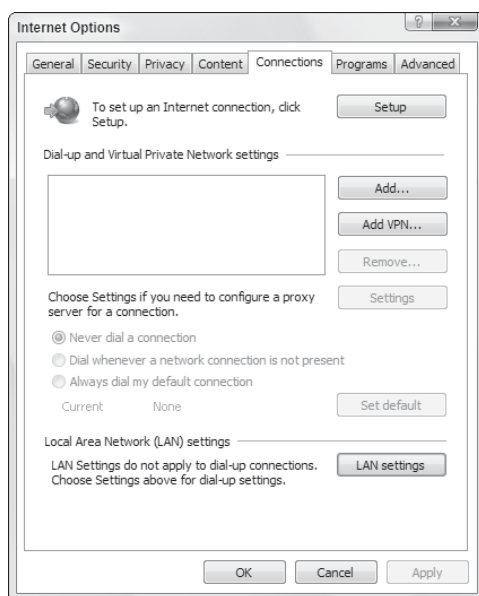 Internet Options
General Security Privacy Content Connections Programs Advanced
To set up an Internet connection, click
Setup.
Setup
Dial-up and Virtual Private Network settings
Add...
Add VPN...
Remove...
Choose Settings if you need to configure a proxy
server for a connection.
Settings
Never dial a connection
Dial whenever a network connection is not present
Always dial my default connection
Current None
Set default
Local Area Network (LAN) settings
LAN Settings do not apply to dial-up connections.
Choose Settings above for dial-up settings.
LAN settings
OK Cancel Apply